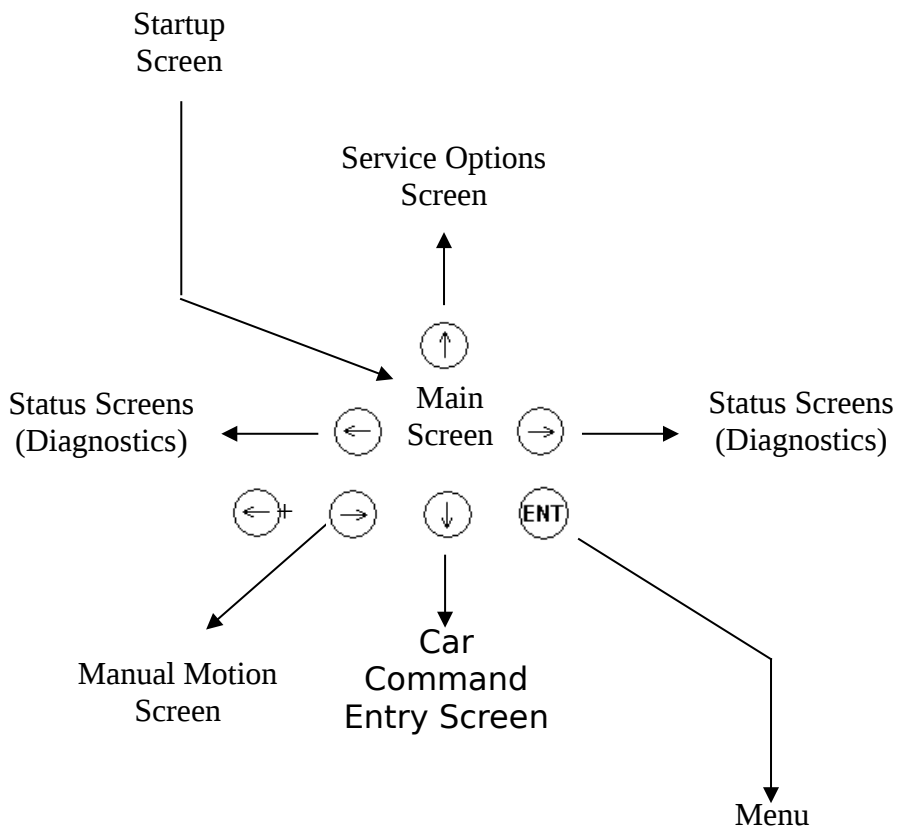 Startup
Screen
Service Options
Screen
Main
Screen
Status Screens
(Diagnostics)
Status Screens
(Diagnostics)
+
ENT
Manual Motion
Screen
Car
Command
Entry Screen
Menu